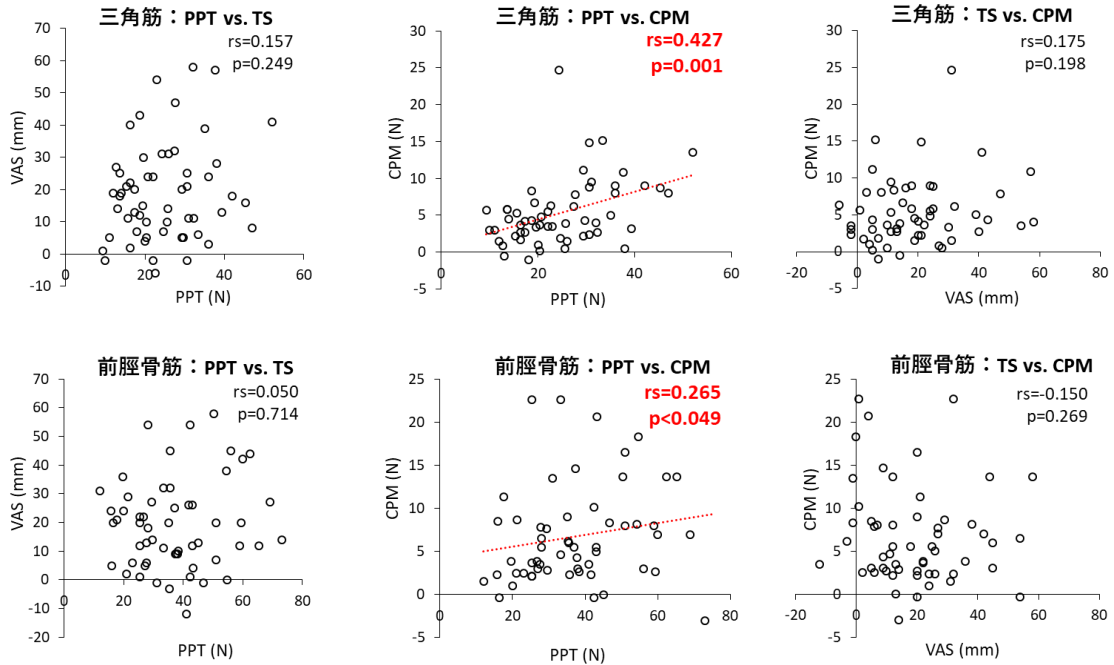 三角筋：PPT vs. TS
rs=0.157
p=0.249
70
60
50
40
30
20
10
0
-10
VAS (mm)
0
20
40
60
PPT (N)
三角筋：PPT vs. CPM
rs=0.427
p=0.001
30
25
20
15
10
5
0
-5
CPM (N)
0
20
40
60
PPT (N)
三角筋：TS vs. CPM
rs=0.175
p=0.198
30
25
20
15
10
5
0
-5
CPM (N)
-20
0
20
40
60
80
VAS (mm)
前脛骨筋：PPT vs. TS
rs=0.050
p=0.714
70
60
50
40
30
20
10
0
-10
-20
VAS (mm)
0
20
40
60
80
PPT (N)
前脛骨筋：PPT vs. CPM
rs=0.265
p<0.049
25
20
15
10
5
0
-5
CPM (N)
0
20
40
60
80
PPT (N)
前脛骨筋：TS vs. CPM
rs=-0.150
p=0.269
25
20
15
10
5
0
-5
CPM (N)
-20
0
20
40
60
80
VAS (mm)